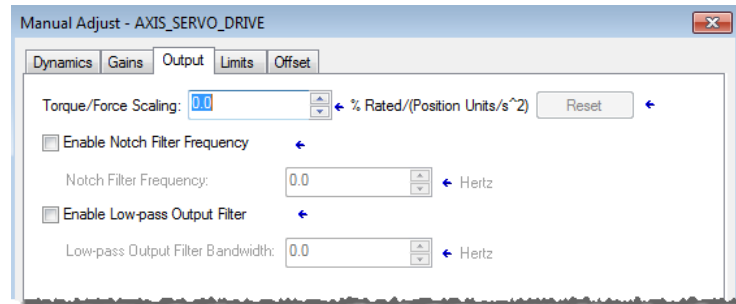 Manual Adjust - AXIS_SERVO_DRIVE
Dynamics Gains Output Limits Offset
Torque/Force Scaling: 0.0 % Rated/(Position Units/s^2) Reset
Enable Notch Filter Frequency
Notch Filter Frequency: 0.0 Hertz
Enable Low-pass Output Filter
Low-pass Output Filter Bandwidth: 0.0 Hertz